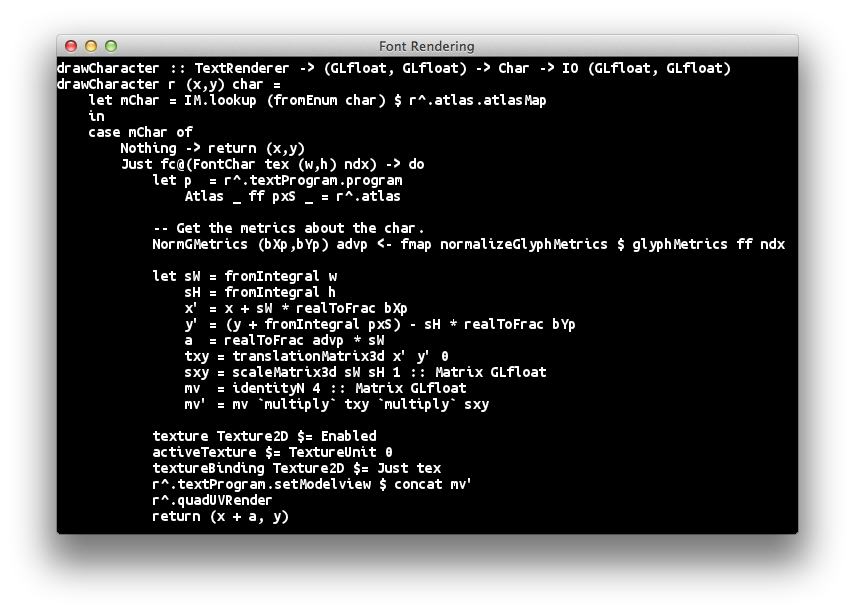 Font Rendering
drawCharacter :: TextRenderer -> (GLfloat, GLfloat) -> Char -> IO (GLfloat, GLfloat)
drawCharacter r (x,y) char =
    let mChar = IM.lookup (fromEnum char) $ r^.atlas.atlasMap
    in
    case mChar of
        Nothing -> return (x,y)
        Just fc@(FontChar tex (w,h) ndx) -> do
            let p  = r^.textProgram.program
                Atlas _ ff pxS _ = r^.atlas

            -- Get the metrics about the char.
            NormGMetrics (bXp,bYp) advp <- fmap normalizeGlyphMetrics $ glyphMetrics ff ndx

            let sW = fromIntegral w
                sH = fromIntegral h
                x' = x + sW * realToFrac bXp
                y' = (y + fromIntegral pxS) - sH * realToFrac bYp
                a  = realToFrac advp * sW
                txy = translationMatrix3d x' y' 0
                sxy = scaleMatrix3d sW sH 1 :: Matrix GLfloat
                mv  = identityN 4 :: Matrix GLfloat
                mv' = mv `multiply` txy `multiply` sxy

            texture Texture2D $= Enabled
            activeTexture $= TextureUnit 0
            textureBinding Texture2D $= Just tex
            r^.textProgram.setModelview $ concat mv'
            r^.quadUVRender
            return (x + a, y)